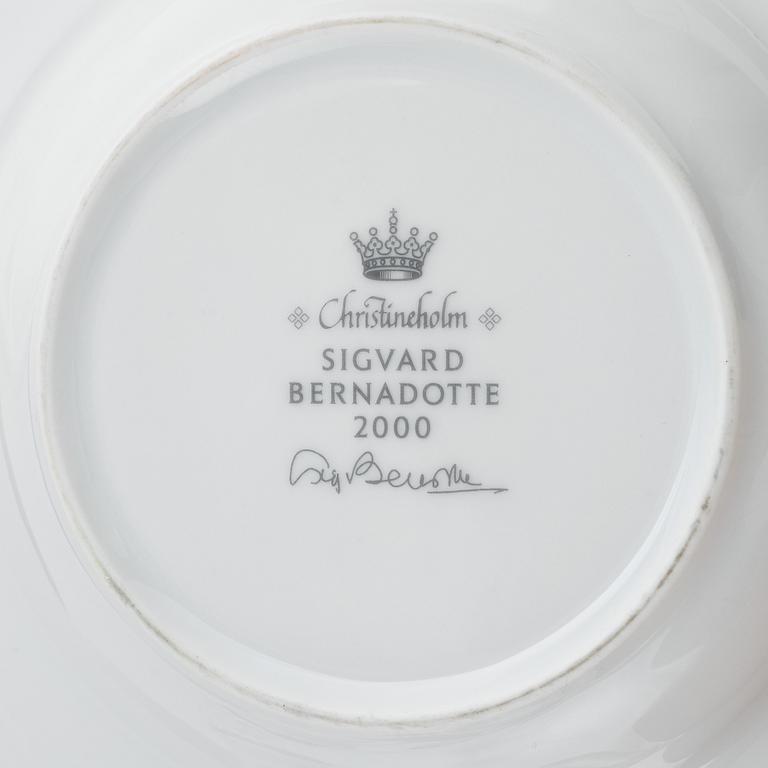 Christineholm
SIGVARD
BERNADOTTE
2000